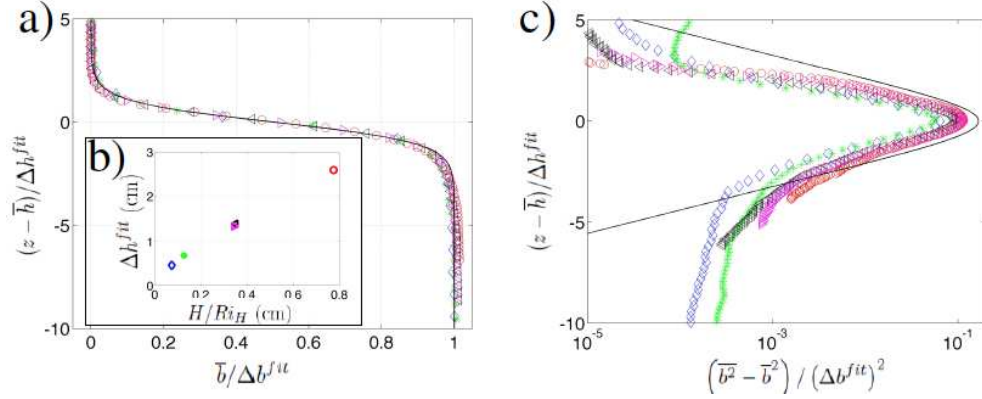 a)
(z − h̅)/Δh^{fit}
5
0
-5
-10
0
0.2
0.4
0.6
0.8
1
b̅/Δb^{fit}
b)
Δh^{fit} (cm)
3
2
1
0
0
0.2
0.4
0.6
0.8
H/Ri_H (cm)
c)
(z − h̅)/Δh^{fit}
5
0
-5
-10
10^{-5}
10^{-3}
10^{-1}
(\overline{b^2} − \overline{b}^2) / (Δb^{fit})^2